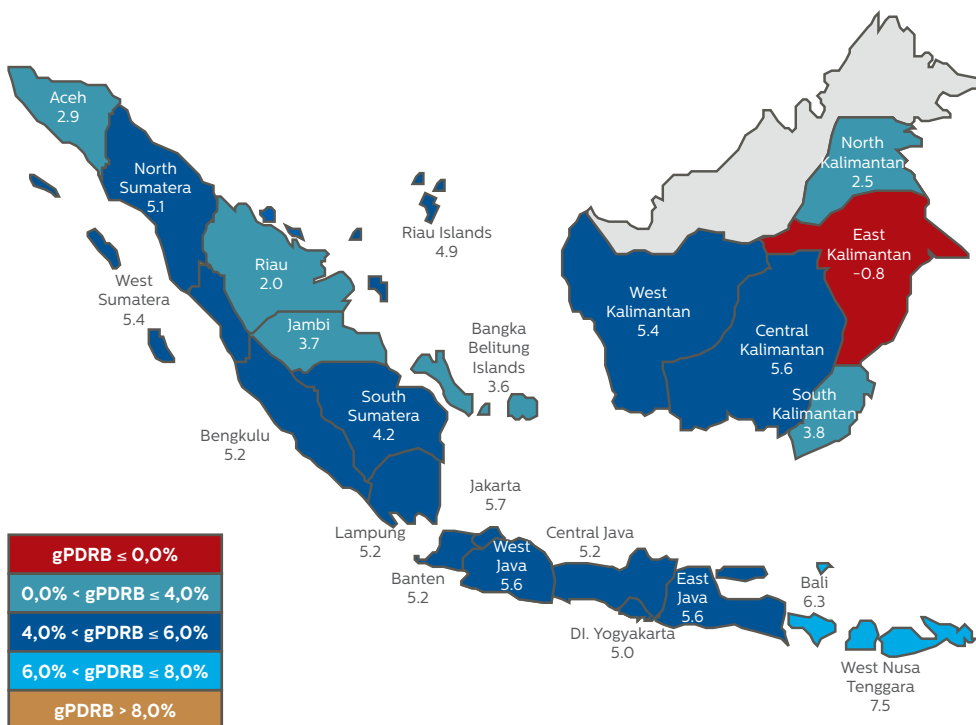 Aceh
2.9
North
Sumatera
5.1
West
Sumatera
5.4
Riau
2.0
Riau Islands
4.9
Jambi
3.7
Bangka
Belitung
Islands
3.6
South
Sumatera
4.2
Bengkulu
5.2
Lampung
5.2
Jakarta
5.7
Banten
5.2
West
Java
5.6
Central Java
5.2
DI. Yogyakarta
5.0
East
Java
5.6
Bali
6.3
West Nusa
Tenggara
7.5
North
Kalimantan
2.5
East
Kalimantan
-0.8
West
Kalimantan
5.4
Central
Kalimantan
5.6
South
Kalimantan
3.8
gPDRB ≤ 0,0%
0,0% < gPDRB ≤ 4,0%
4,0% < gPDRB ≤ 6,0%
6,0% < gPDRB ≤ 8,0%
gPDRB > 8,0%